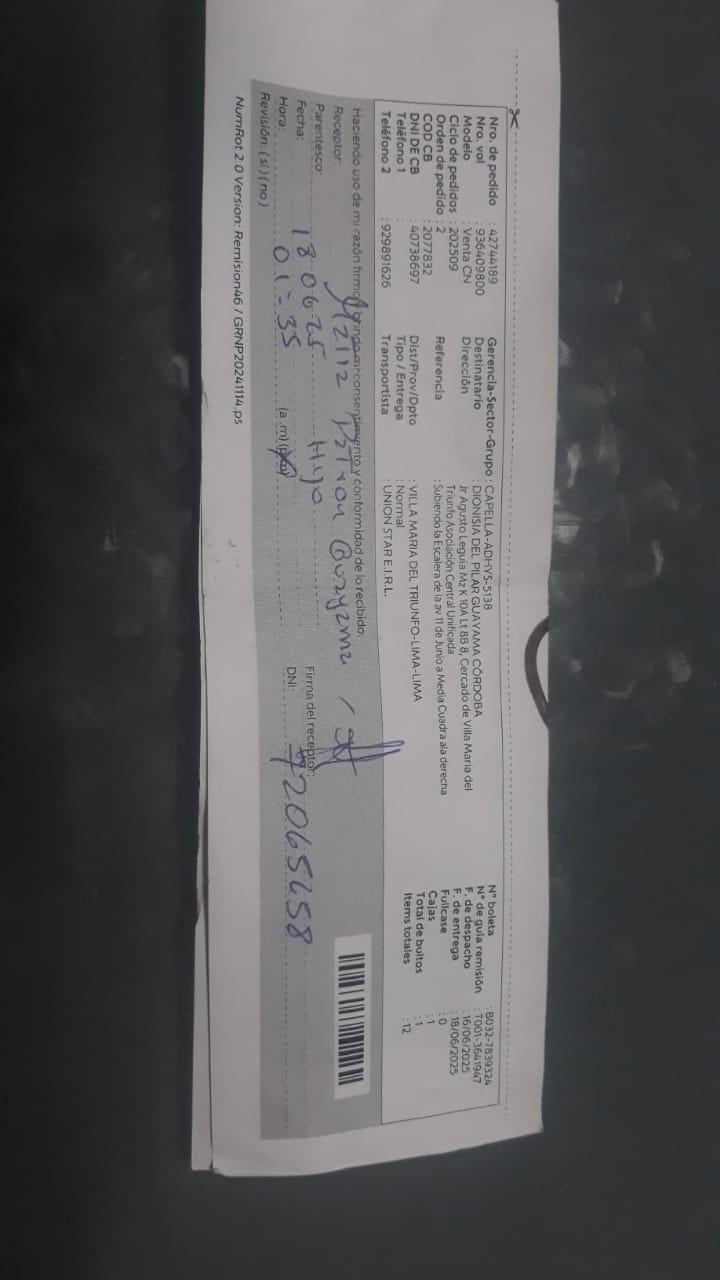 Nro. de pedido : 42744189
Nro. vol : 936409800
Modelo : Venta CN
Ciclo de pedidos : 202509
Orden de pedido : 2
COD CB : 2077832
DNI DE CB : 40738697
Teléfono 1 :
Teléfono 2 : 929891626
Gerencia-Sector-Grupo : CAPELLA-ADHYS-5138
Destinatario : DIONISIA DEL PILAR GUAYAMA CÓRDOBA
Dirección : Jr Agusto Leguia Mz K 10A Lt 8B 8, Cercado de Villa Maria del
Triunfo Asociación Central Unificada
Referencia : Subiendo la Escalera de la av 11 de Junio a Media Cuadra ala derecha
Dist/Prov/Dpto : VILLA MARIA DEL TRIUNFO-LIMA-LIMA
Tipo / Entrega : Normal
Transportista : UNION STAR E.I.R.L.
N° boleta : B032-7839324
N° de guía remisión : T001-3641947
F. de despacho : 16/06/2025
F. de entrega : 18/06/2025
Fullcase : 0
Cajas : 1
Total de bultos : 1
Items totales : 12
Haciendo uso de mi razón firmo y brindo mi consentimiento y conformidad de lo recibido:
Receptor:
Parentesco: Hijo
Fecha: 18 06 25
Hora: 01=35 (a .m) (p.m)
Revisión: ( si ) ( no )
Firma del receptor:
DNI: 72065258
NumRot 2 0 Version: Remision46 / GRNP20241114.ps